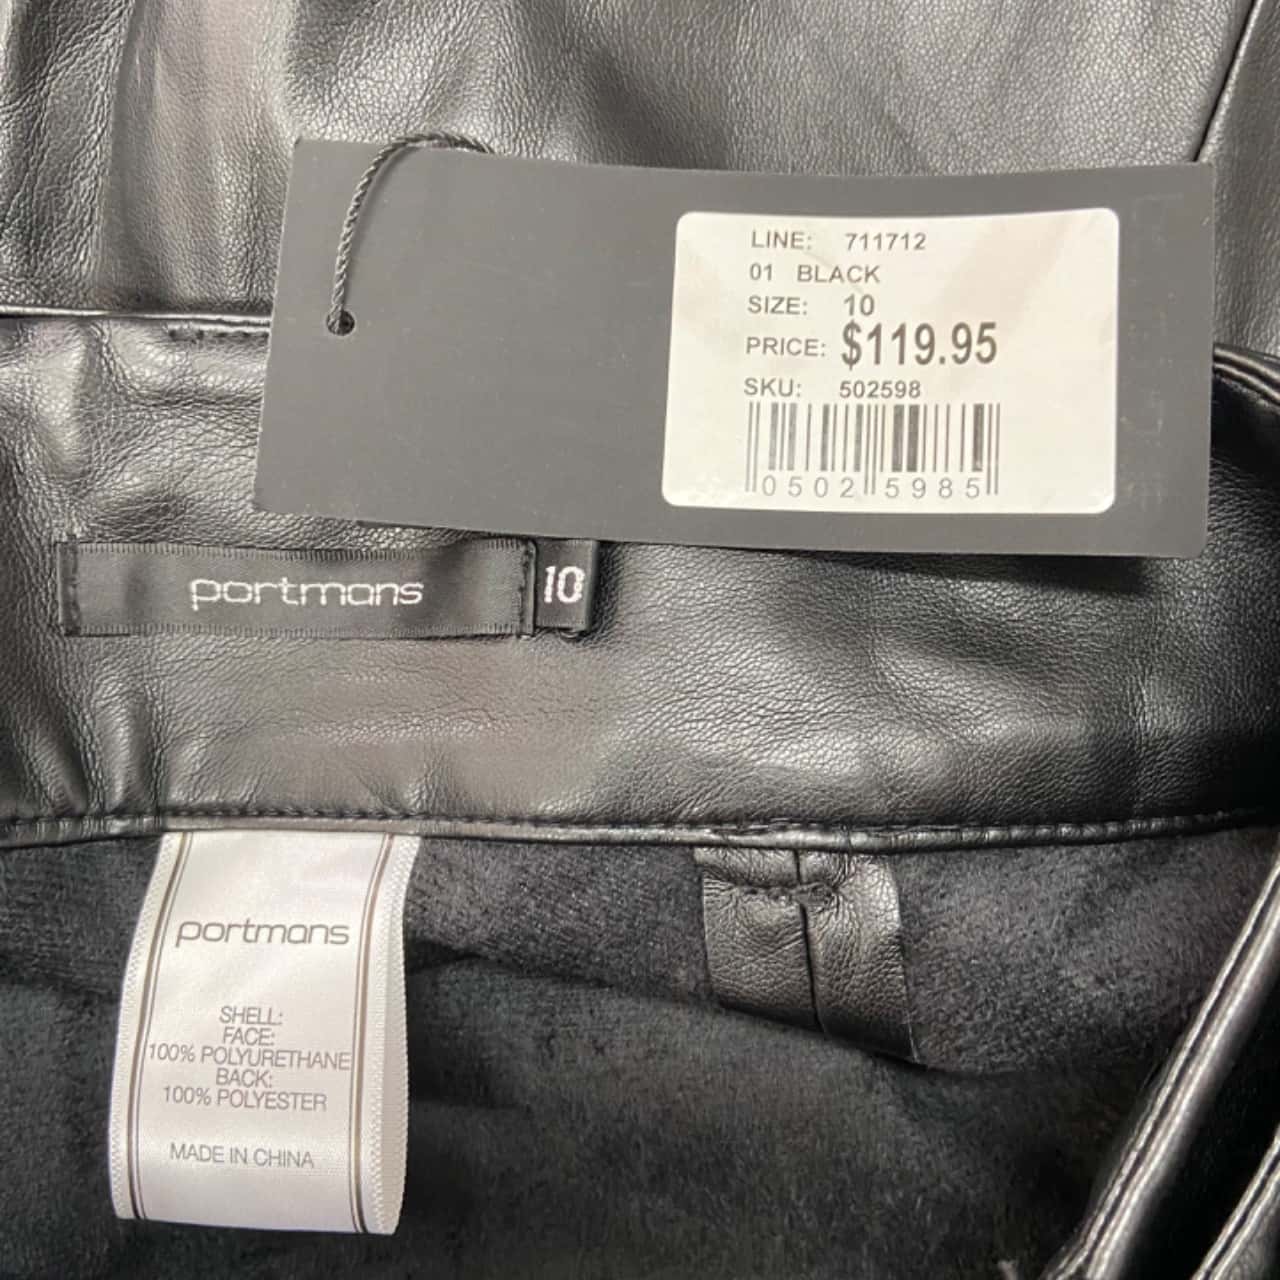 LINE: 711712
01 BLACK
SIZE: 10
PRICE: $119.95
SKU: 502598
0502 5985
portmans 10
portmans
SHELL:
FACE:
100% POLYURETHANE
BACK:
100% POLYESTER
MADE IN CHINA